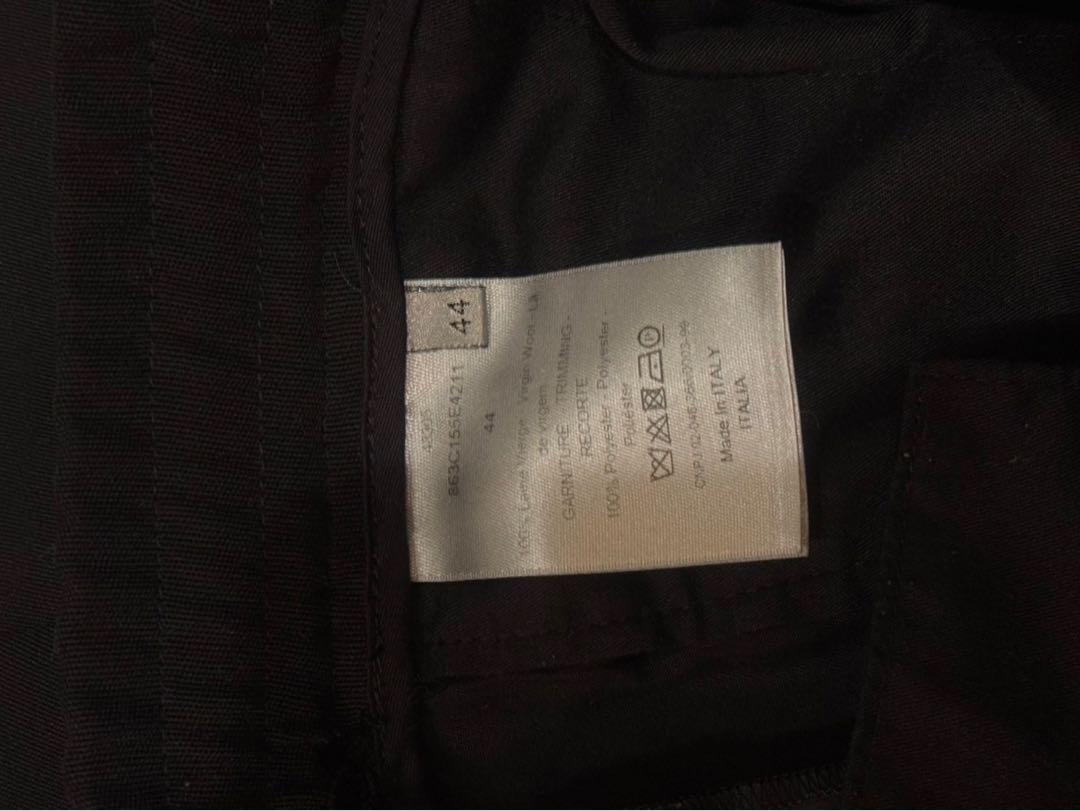 44
863C155E4211
44
100% Laine Vierge - Virgin Wool - La
de virgem
GARNITURE - TRIMMING -
RECORTE
100% Polyester - Polyester -
Poliéster
Made In ITALY
ITALIA